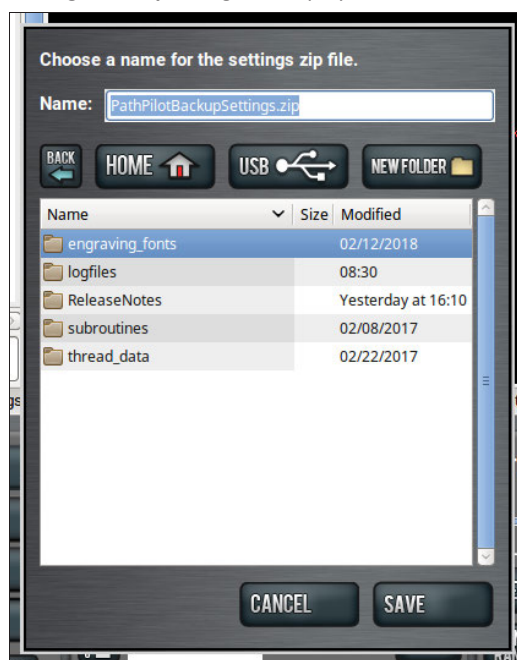 Choose a name for the settings zip file.
Name: PathPilotBackupSettings.zip
BACK HOME USB NEW FOLDER
Name Size Modified
engraving_fonts 02/12/2018
logfiles 08:30
ReleaseNotes Yesterday at 16:10
subroutines 02/08/2017
thread_data 02/22/2017
CANCEL SAVE